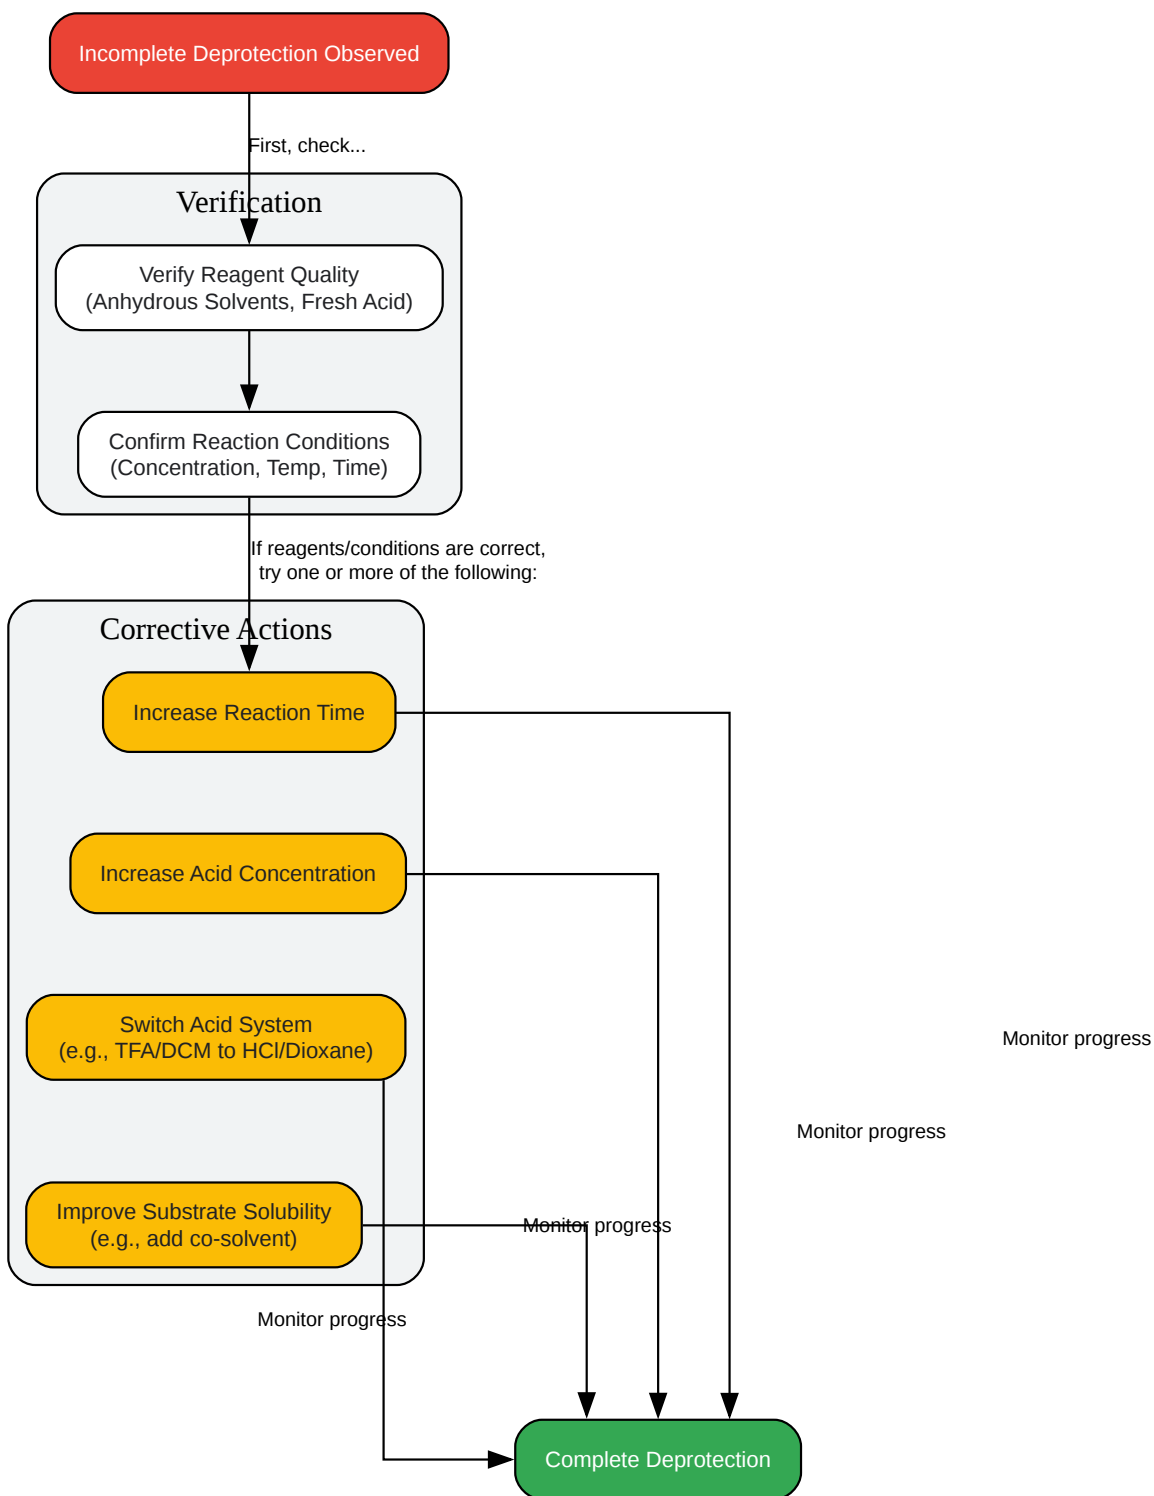 Incomplete Deprotection Observed
First, check...
Verification
Verify Reagent Quality
(Anhydrous Solvents, Fresh Acid)
Confirm Reaction Conditions
(Concentration, Temp, Time)
If reagents/conditions are correct,
try one or more of the following:
Corrective Actions
Increase Reaction Time
Increase Acid Concentration
Switch Acid System
(e.g., TFA/DCM to HCl/Dioxane)
Monitor progress
Monitor progress
Improve Substrate Solubility
(e.g., add co-solvent)
Monitor progress
Monitor progress
Complete Deprotection